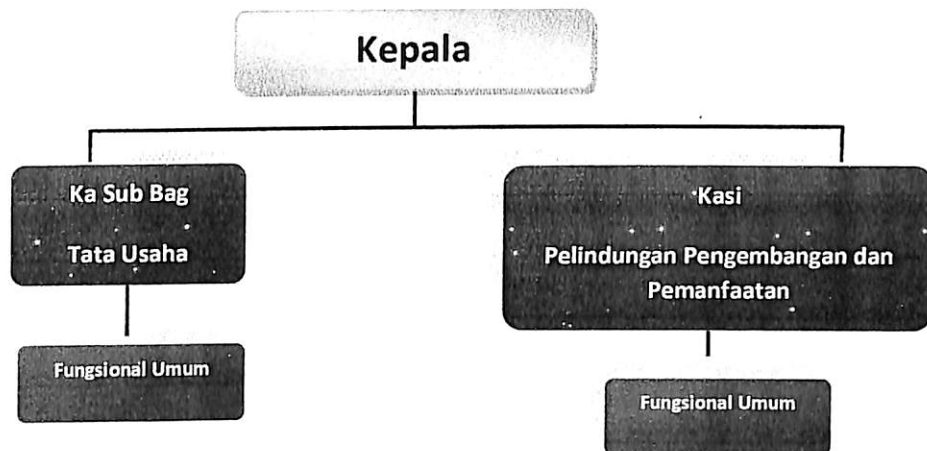 Kepala
Ka Sub Bag
Tata Usaha
Kasi
Pelindungan Pengembangan dan
Pemanfaatan
Fungsional Umum
Fungsional Umum